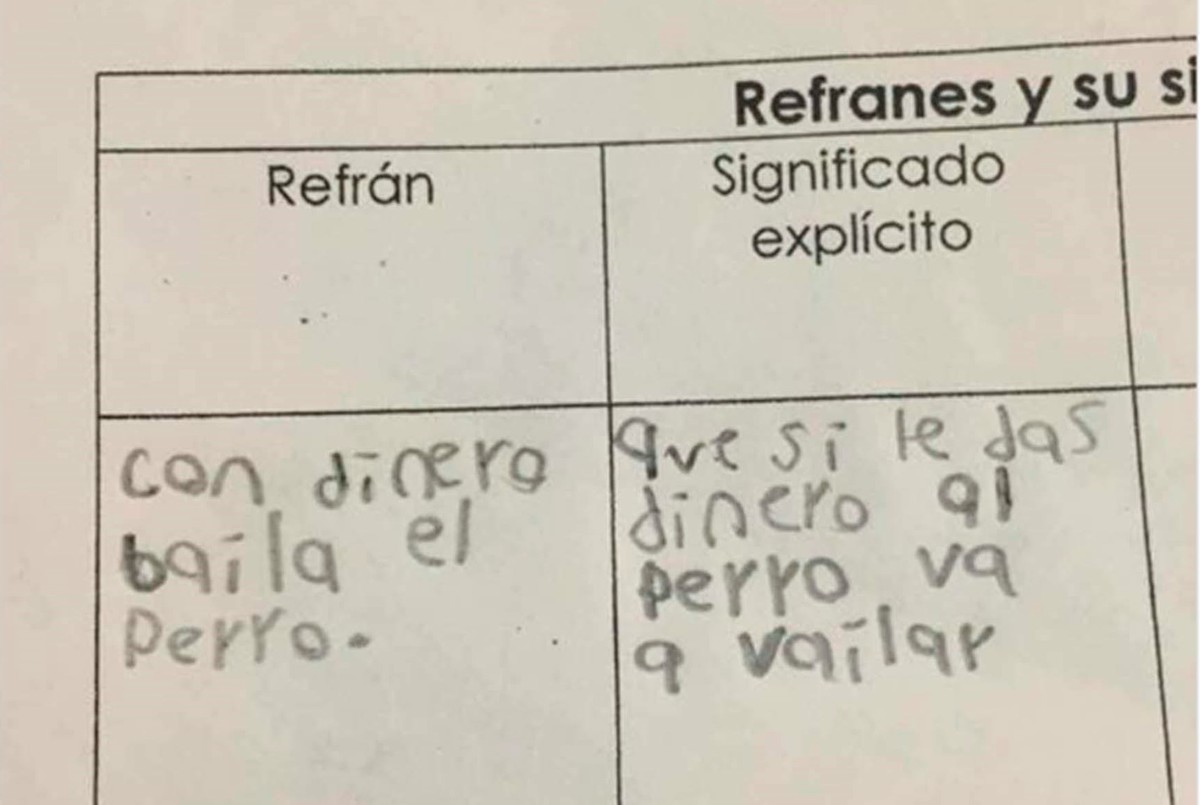 Refranes y su si
Refrán
Significado
explícito
con dinero
baila el
perro.
que si le das
dinero al
perro va
a vailar